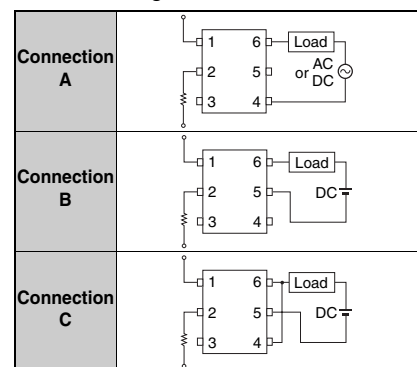 Connection
A
1 6 Load
2 5 or AC
DC
3 4
Connection
B
1 6 Load
2 5 DC
3 4
Connection
C
1 6 Load
2 5 DC
3 4